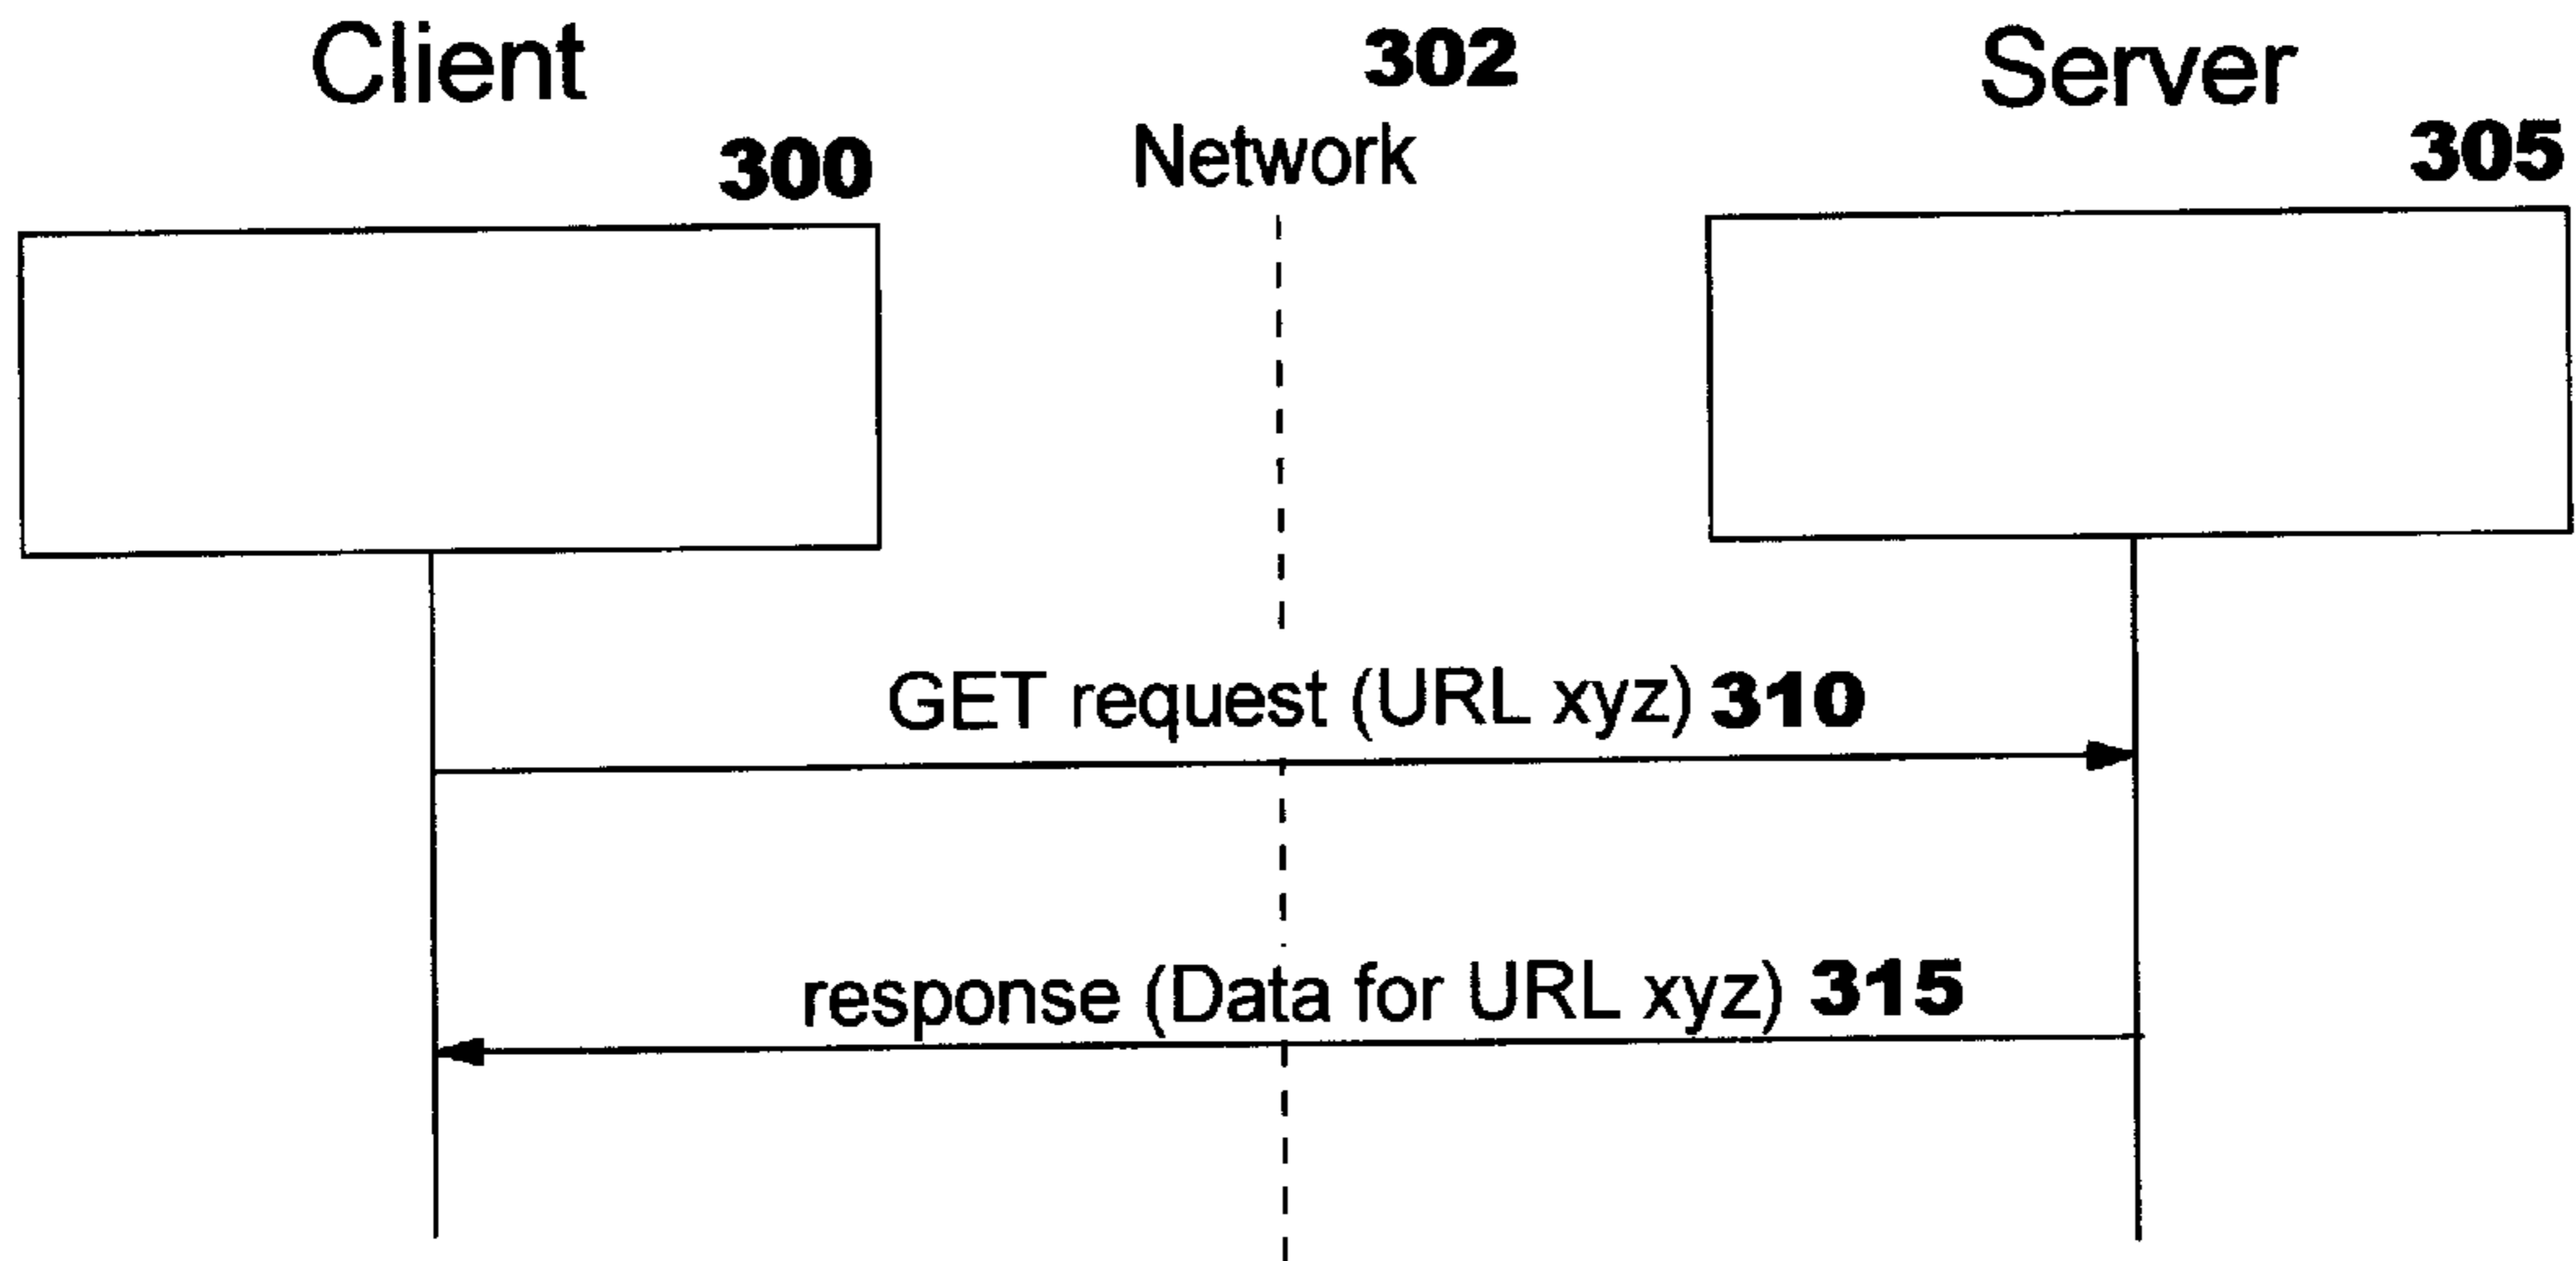 Client
302
Server
300
Network
305
GET request (URL xyz) 310
response (Data for URL xyz) 315